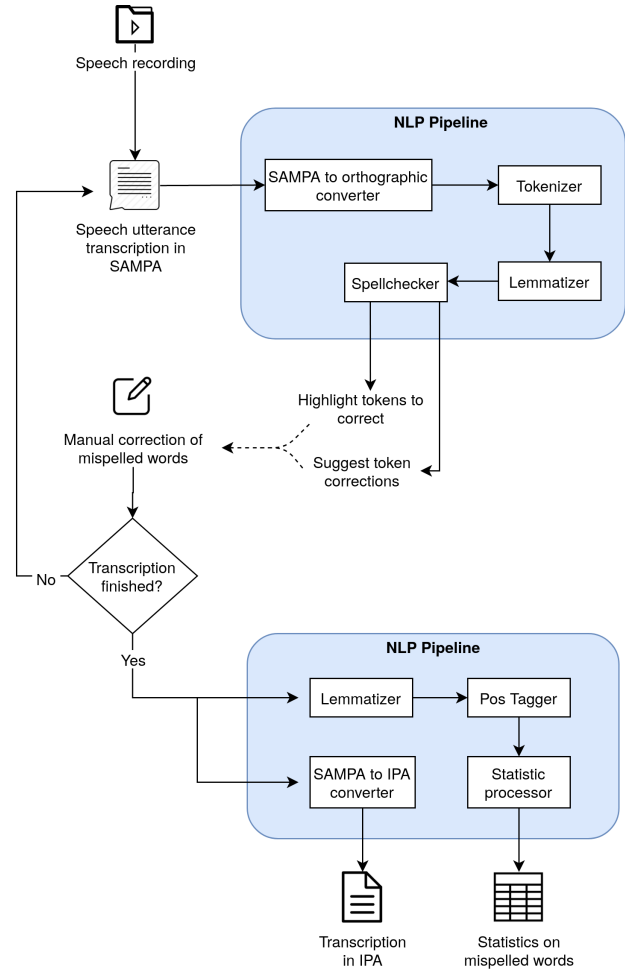 Speech recording
NLP Pipeline
SAMPA to orthographic
converter
Tokenizer
Speech utterance
transcription in
SAMPA
Spellchecker
Lemmatizer
Highlight tokens to
correct
Manual correction of
mispelled words
Suggest token
corrections
Transcription
finished?
No
Yes
NLP Pipeline
Lemmatizer
Pos Tagger
SAMPA to IPA
converter
Statistic
processor
Transcription
in IPA
Statistics on
mispelled words